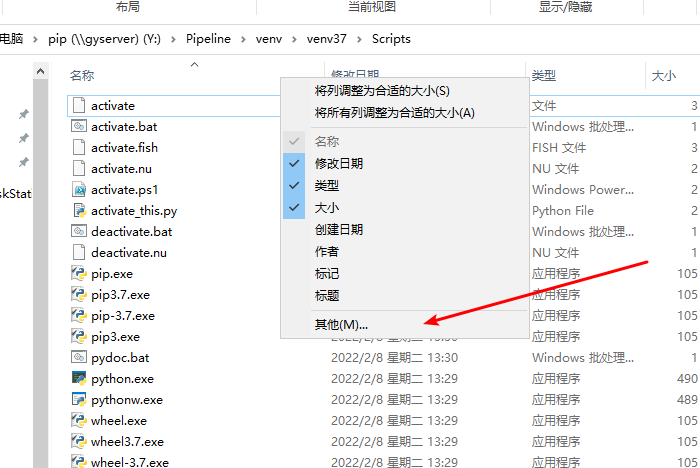 布局
当前视图
显示/隐藏
电脑 › pip (\\gyserver) (Y:) › Pipeline › venv › venv37 › Scripts
名称
修改日期
类型
大小
activate
文件
3
activate.bat
Windows 批处理...
1
activate.fish
FISH 文件
3
activate.nu
NU 文件
2
activate.ps1
Windows Power...
2
activate_this.py
Python File
2
deactivate.bat
Windows 批处理...
1
deactivate.nu
NU 文件
1
pip.exe
应用程序
105
pip3.7.exe
应用程序
105
pip-3.7.exe
应用程序
105
pip3.exe
应用程序
105
pydoc.bat
2022/2/8 星期二 13:30
Windows 批处理...
1
python.exe
2022/2/8 星期二 13:29
应用程序
490
pythonw.exe
2022/2/8 星期二 13:29
应用程序
489
wheel.exe
2022/2/8 星期二 13:29
应用程序
105
wheel3.7.exe
2022/2/8 星期二 13:29
应用程序
105
wheel-3.7.exe
2022/2/8 星期二 13:29
应用程序
105
skStat
将列调整为合适的大小(S)
将所有列调整为合适的大小(A)
名称
修改日期
类型
大小
创建日期
作者
标记
标题
其他(M)...